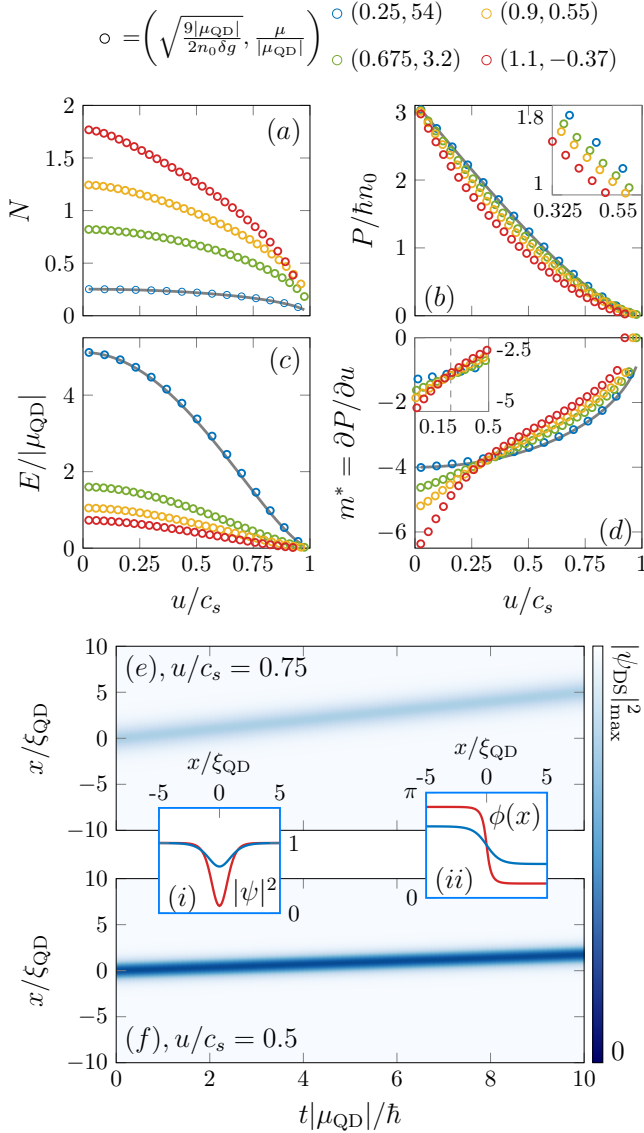 ○ = ( √(9|μ_QD| / 2n₀δg), μ / |μ_QD| )
○ (0.25, 54) ○ (0.9, 0.55)
○ (0.675, 3.2) ○ (1.1, −0.37)
2
1.5
1
0.5
0
N
(a)
3
2
1
0
P/ℏn₀
(b)
1.8
1
0.325 0.55
4
2
0
E/|μ_QD|
(c)
0 0.25 0.5 0.75 1
u/c_s
0
−2
−4
−6
m* = ∂P/∂u
(d)
-2.5
-5
0.15 0.5
0 0.25 0.5 0.75 1
u/c_s
10
5
0
−5
−10
x/ξ_QD
(e), u/c_s = 0.75
|ψ_DS|²_max
0
x/ξ_QD
-5 0 5
1
0
(i) |ψ|²
x/ξ_QD
-5 0 5
π
0
ϕ(x)
(ii)
10
5
0
−5
−10
x/ξ_QD
(f), u/c_s = 0.5
0 2 4 6 8 10
t|μ_QD|/ℏ